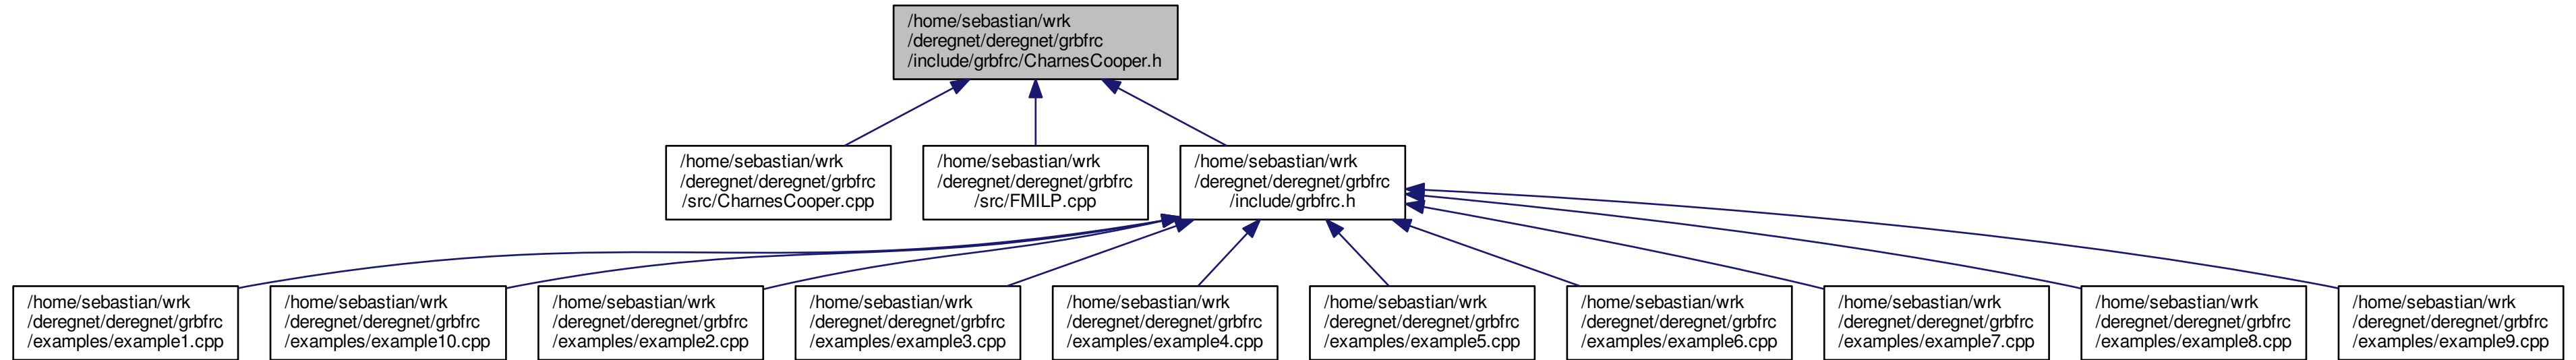 /home/sebastian/wrk
/deregnet/deregnet/grbfrc
/include/grbfrc/CharnesCooper.h
/home/sebastian/wrk
/deregnet/deregnet/grbfrc
/src/CharnesCooper.cpp
/home/sebastian/wrk
/deregnet/deregnet/grbfrc
/src/FMILP.cpp
/home/sebastian/wrk
/deregnet/deregnet/grbfrc
/include/grbfrc.h
/home/sebastian/wrk
/deregnet/deregnet/grbfrc
/examples/example1.cpp
/home/sebastian/wrk
/deregnet/deregnet/grbfrc
/examples/example10.cpp
/home/sebastian/wrk
/deregnet/deregnet/grbfrc
/examples/example2.cpp
/home/sebastian/wrk
/deregnet/deregnet/grbfrc
/examples/example3.cpp
/home/sebastian/wrk
/deregnet/deregnet/grbfrc
/examples/example4.cpp
/home/sebastian/wrk
/deregnet/deregnet/grbfrc
/examples/example5.cpp
/home/sebastian/wrk
/deregnet/deregnet/grbfrc
/examples/example6.cpp
/home/sebastian/wrk
/deregnet/deregnet/grbfrc
/examples/example7.cpp
/home/sebastian/wrk
/deregnet/deregnet/grbfrc
/examples/example8.cpp
/home/sebastian/wrk
/deregnet/deregnet/grbfrc
/examples/example9.cpp